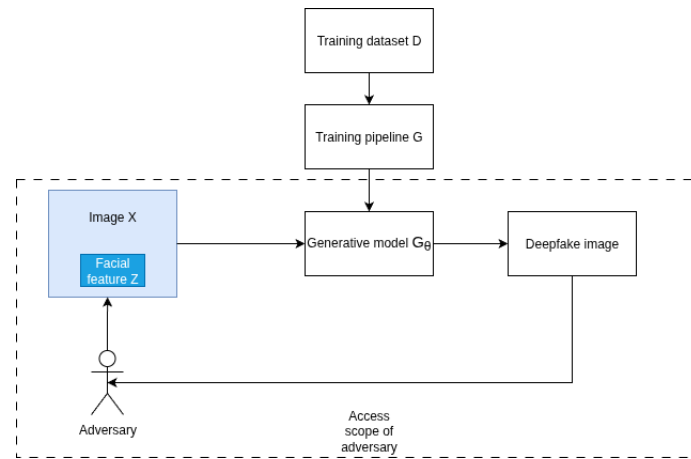 Training dataset D
Training pipeline G
Image X
Facial
feature Z
Generative model Gθ
Deepfake image
Adversary
Access
scope of
adversary